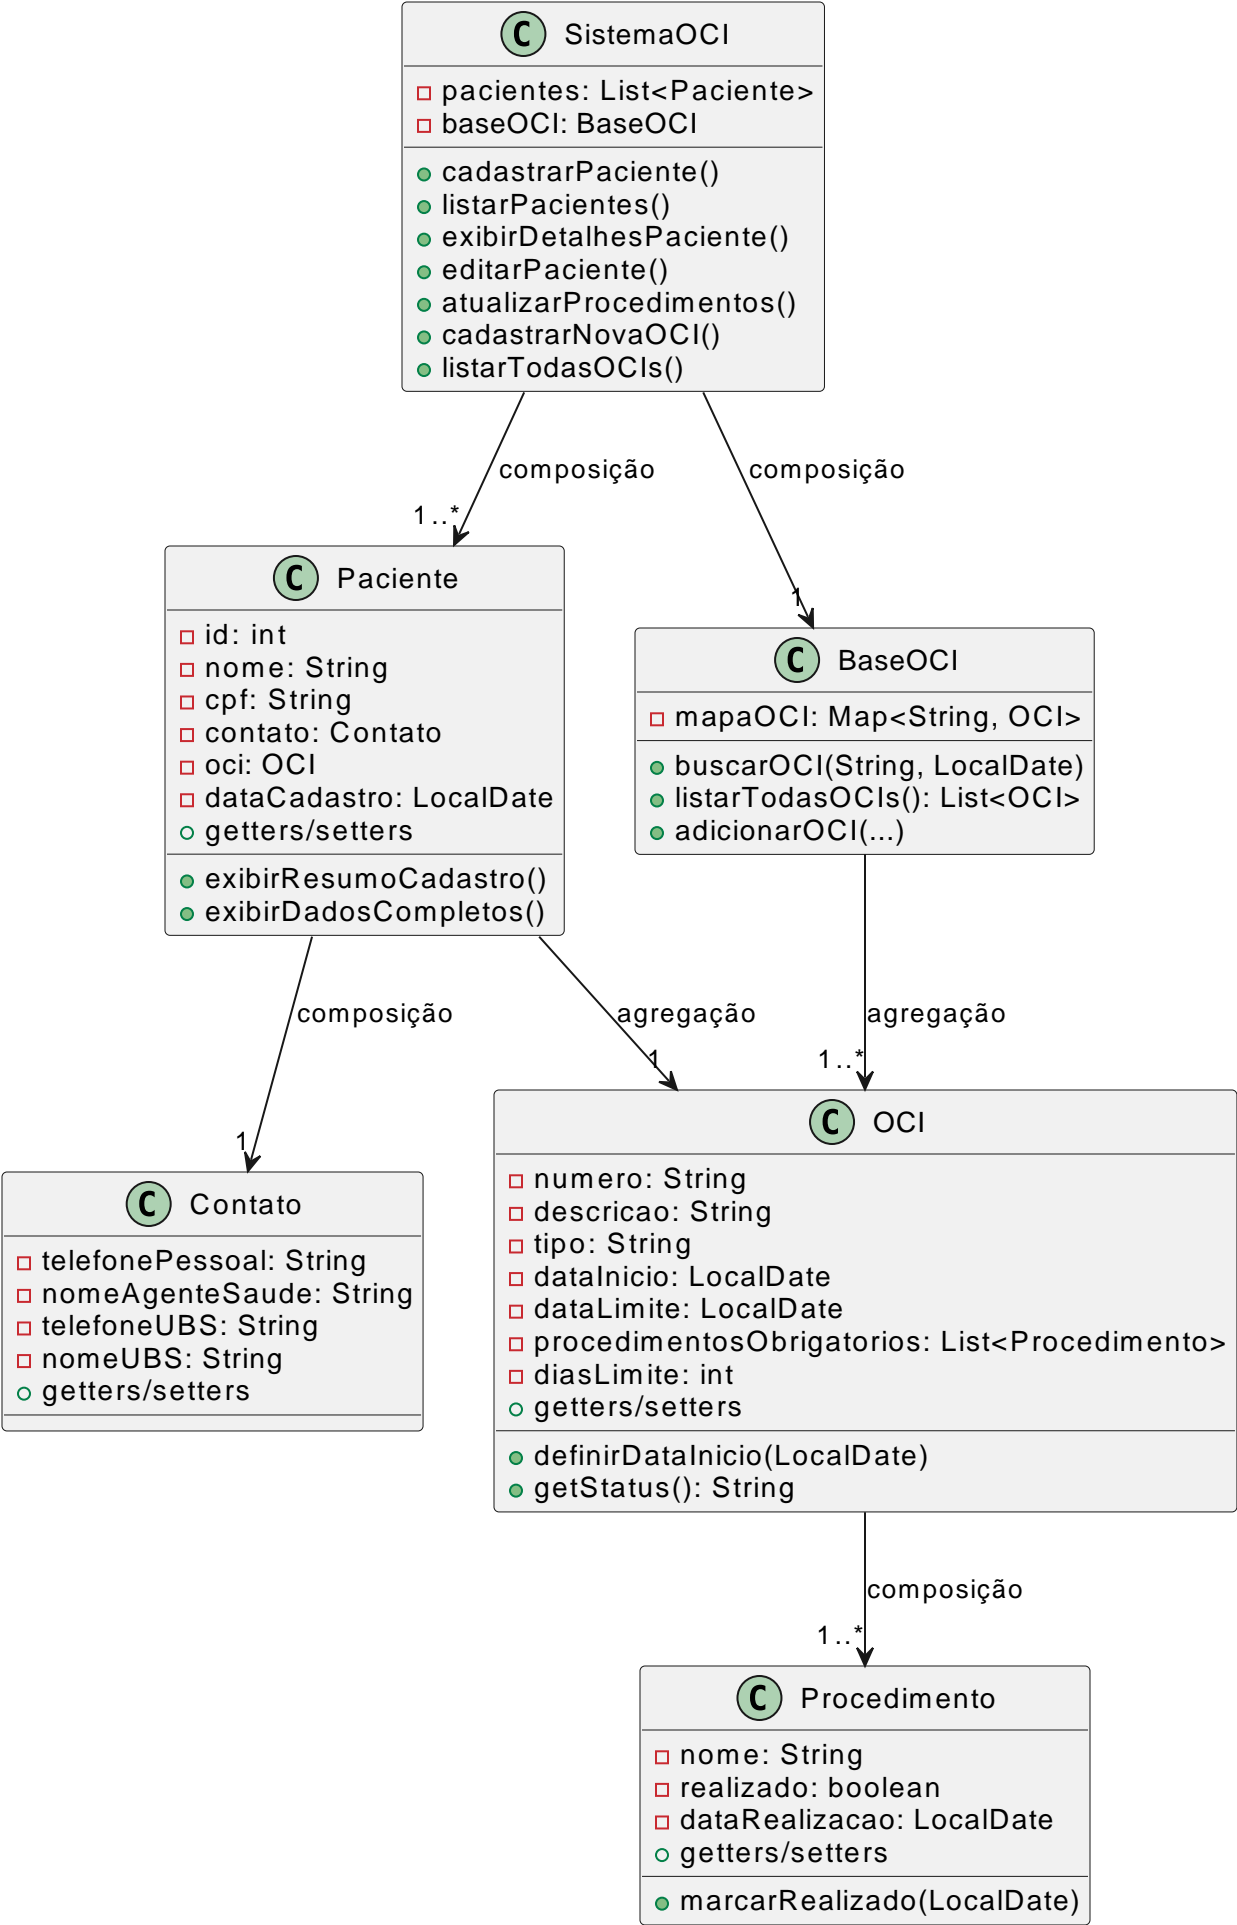 C SistemaOCI
pacientes: List<Paciente>
baseOCI: BaseOCI
cadastrarPaciente()
listarPacientes()
exibirDetalhesPaciente()
editarPaciente()
atualizarProcedimentos()
cadastrarNovaOCI()
listarTodasOCIs()
composição
composição
1..*
1
C Paciente
id: int
nome: String
cpf: String
contato: Contato
oci: OCI
dataCadastro: LocalDate
getters/setters
exibirResumoCadastro()
exibirDadosCompletos()
C BaseOCI
mapaOCI: Map<String, OCI>
buscarOCI(String, LocalDate)
listarTodasOCIs(): List<OCI>
adicionarOCI(...)
composição
agregação
agregação
1
1
1..*
C Contato
telefonePessoal: String
nomeAgenteSaude: String
telefoneUBS: String
nomeUBS: String
getters/setters
C OCI
numero: String
descricao: String
tipo: String
dataInicio: LocalDate
dataLimite: LocalDate
procedimentosObrigatorios: List<Procedimento>
diasLimite: int
getters/setters
definirDataInicio(LocalDate)
getStatus(): String
composição
1..*
C Procedimento
nome: String
realizado: boolean
dataRealizacao: LocalDate
getters/setters
marcarRealizado(LocalDate)